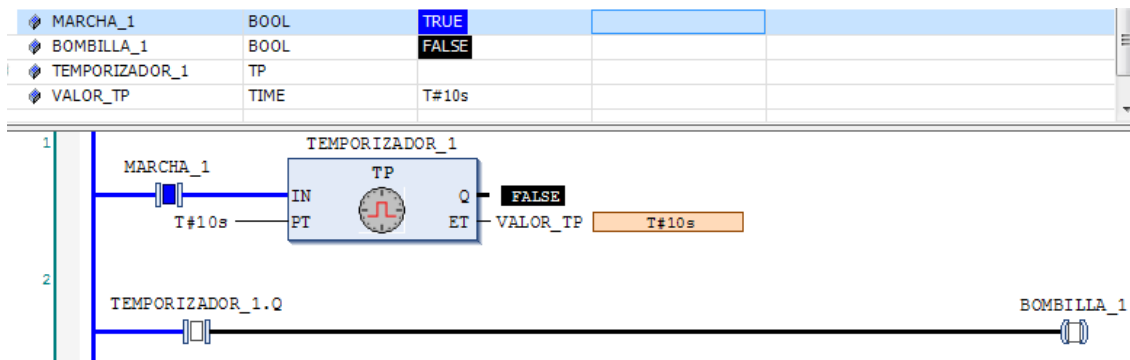 MARCHA_1 BOOL TRUE
BOMBILLA_1 BOOL FALSE
TEMPORIZADOR_1 TP
VALOR_TP TIME T#10s
1
TEMPORIZADOR_1
MARCHA_1
TP
IN Q FALSE
T#10s PT ET VALOR_TP T#10s
2
TEMPORIZADOR_1.Q BOMBILLA_1